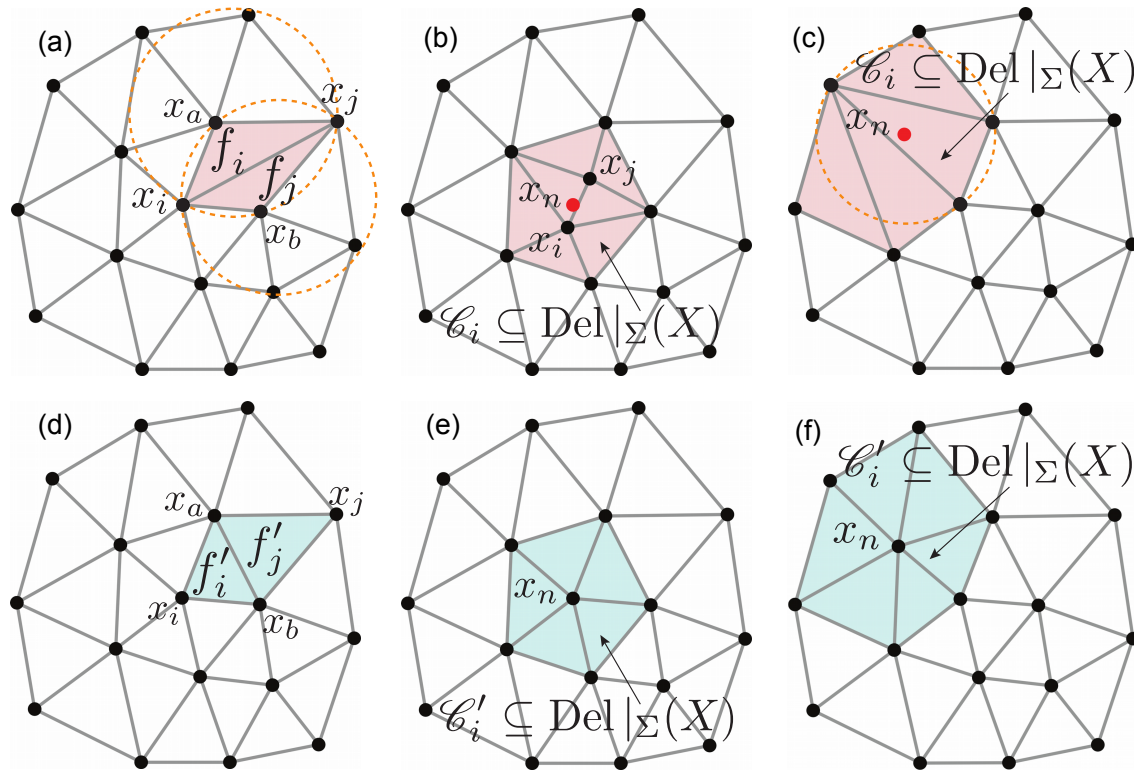 (a)
x_a
x_j
f_i
f_j
x_i
x_b
(b)
x_j
x_n
x_i
𝒞_i ⊆ Del |_Σ(X)
(c)
𝒞_i ⊆ Del |_Σ(X)
x_n
(d)
x_a
x_j
f'_j
f'_i
x_i
x_b
(e)
x_n
𝒞'_i ⊆ Del |_Σ(X)
(f)
𝒞'_i ⊆ Del |_Σ(X)
x_n